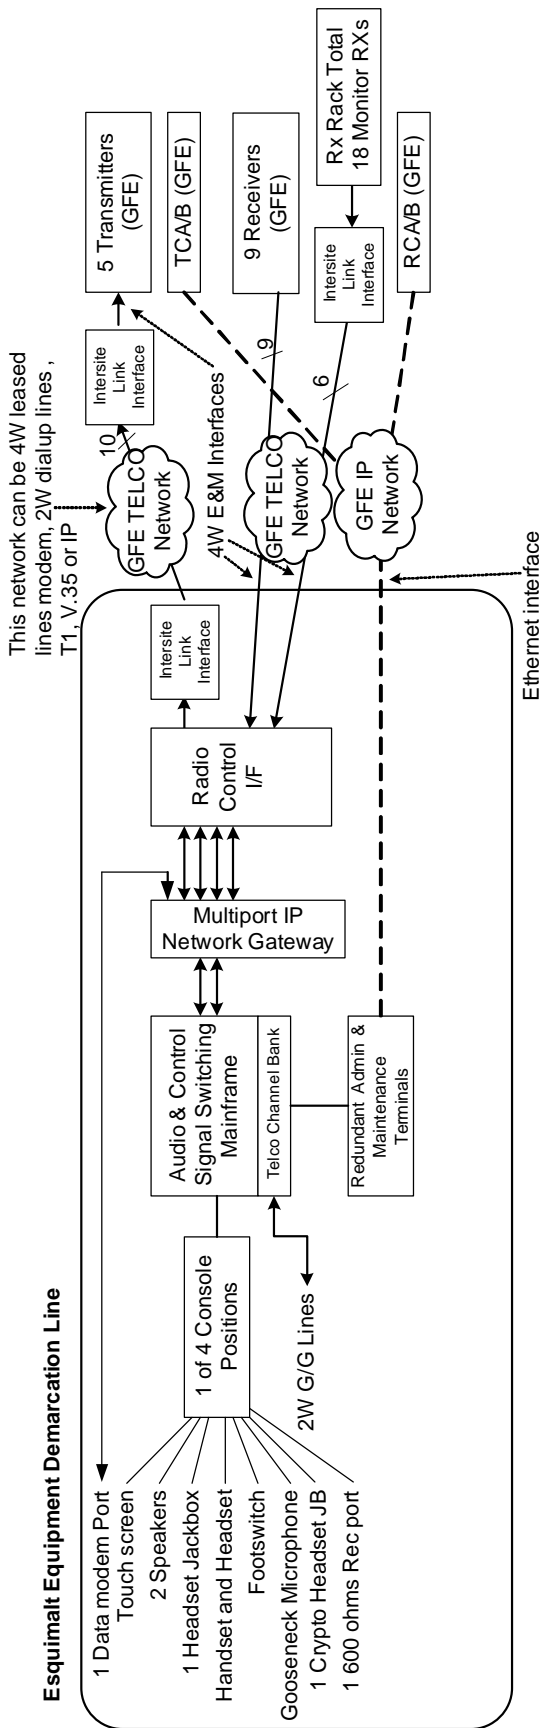 Esquimalt Equipment Demarcation Line
1 Data modem Port
Touch screen
2 Speakers
1 Headset Jackbox
Handset and Headset
Footswitch
Gooseneck Microphone
1 Crypto Headset JB
1 600 ohms Rec port
1 of 4 Console
Positions
2W G/G Lines
Audio & Control
Signal Switching
Mainframe
Telco Channel Bank
Redundant Admin &
Maintenance
Terminals
Multiport IP
Network Gateway
Radio
Control
I/F
Intersite
Link
Interface
This network can be 4W leased
lines modem, 2W dialup lines ,
T1, V.35 or IP
GFE TELCO
Network
10
Intersite
Link
Interface
5 Transmitters
(GFE)
TCA/B (GFE)
4W E&M Interfaces
GFE TELCO
Network
9
9 Receivers
(GFE)
6
Intersite
Link
Interface
Rx Rack Total
18 Monitor RXs
GFE IP
Network
RCA/B (GFE)
Ethernet interface